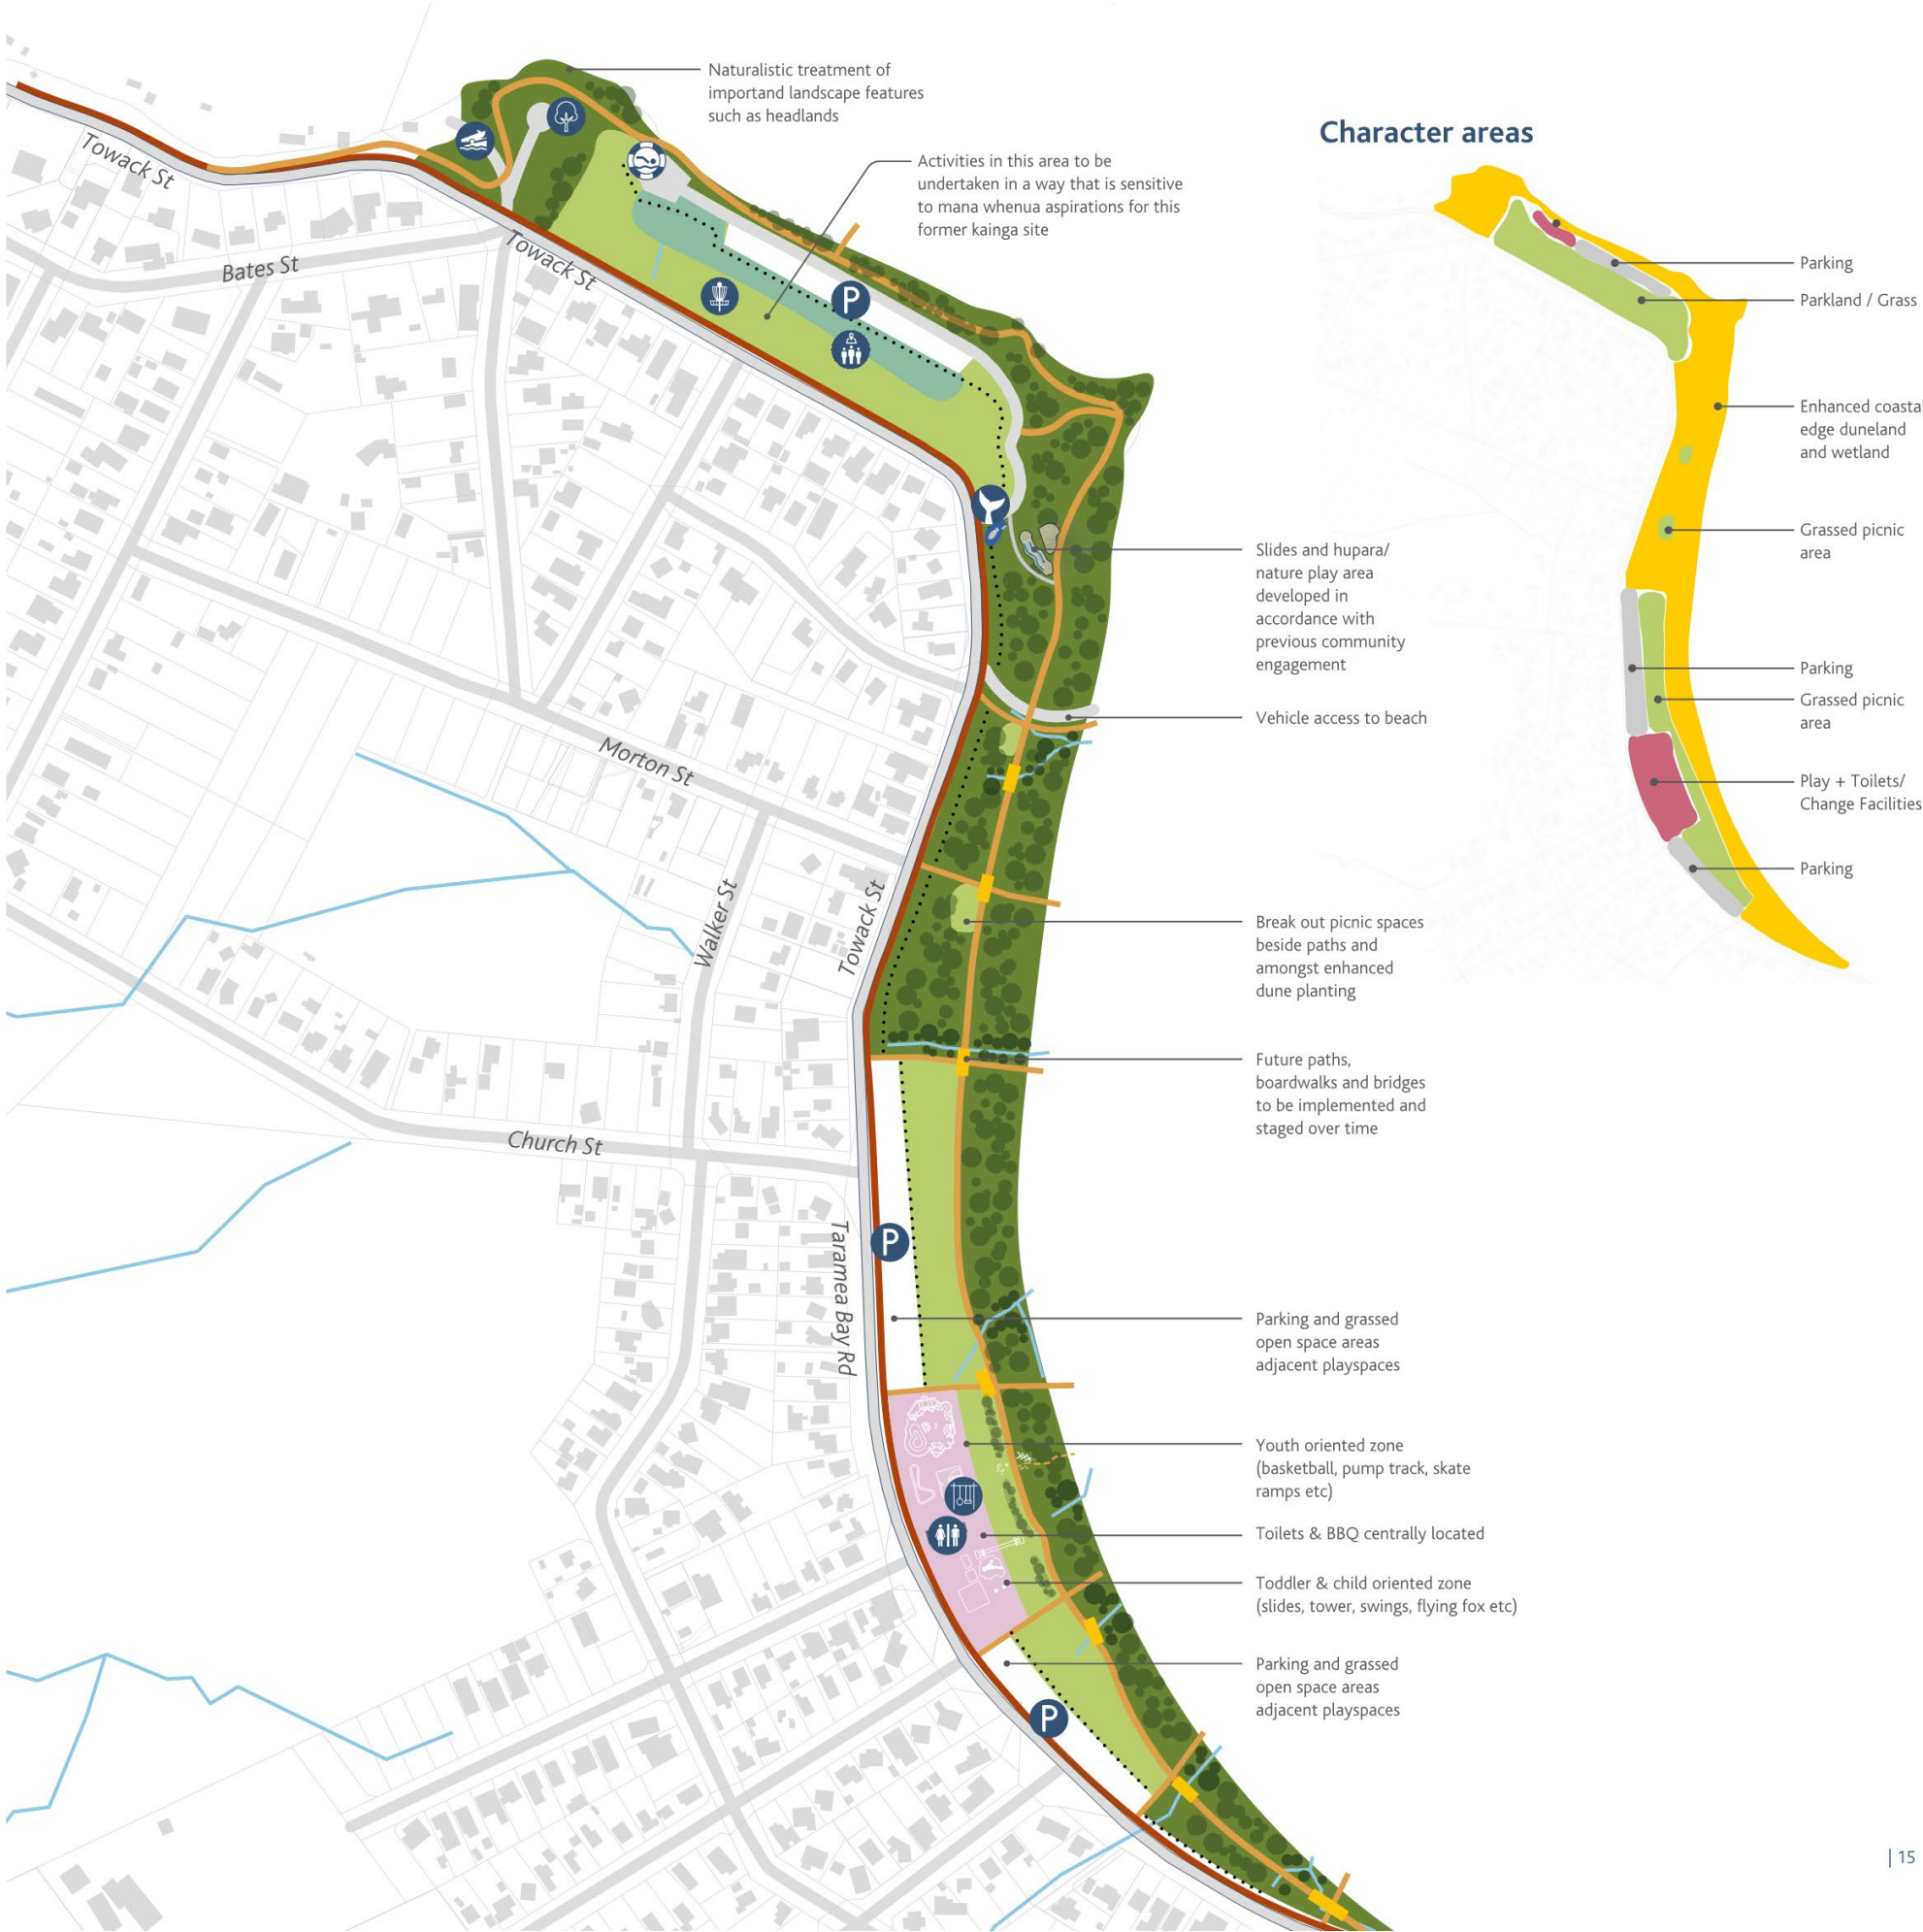 Naturalistic treatment of
importand landscape features
such as headlands
Activities in this area to be
undertaken in a way that is sensitive
to mana whenua aspirations for this
former kainga site
Towack St
Bates St
Towack St
P
Slides and hupara/
nature play area
developed in
accordance with
previous community
engagement
Vehicle access to beach
Morton St
Walker St
Towack St
Break out picnic spaces
beside paths and
amongst enhanced
dune planting
Future paths,
boardwalks and bridges
to be implemented and
staged over time
Church St
Taramea Bay Rd
P
Parking and grassed
open space areas
adjacent playspaces
Youth oriented zone
(basketball, pump track, skate
ramps etc)
Toilets & BBQ centrally located
Toddler & child oriented zone
(slides, tower, swings, flying fox etc)
Parking and grassed
open space areas
adjacent playspaces
P
Character areas
Parking
Parkland / Grass
Enhanced coastal
edge duneland
and wetland
Grassed picnic
area
Parking
Grassed picnic
area
Play + Toilets/
Change Facilities
Parking
| 15